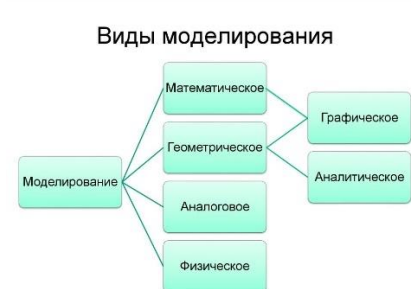 Виды моделирования
Математическое
Графическое
Геометрическое
Моделирование
Аналитическое
Аналоговое
Физическое